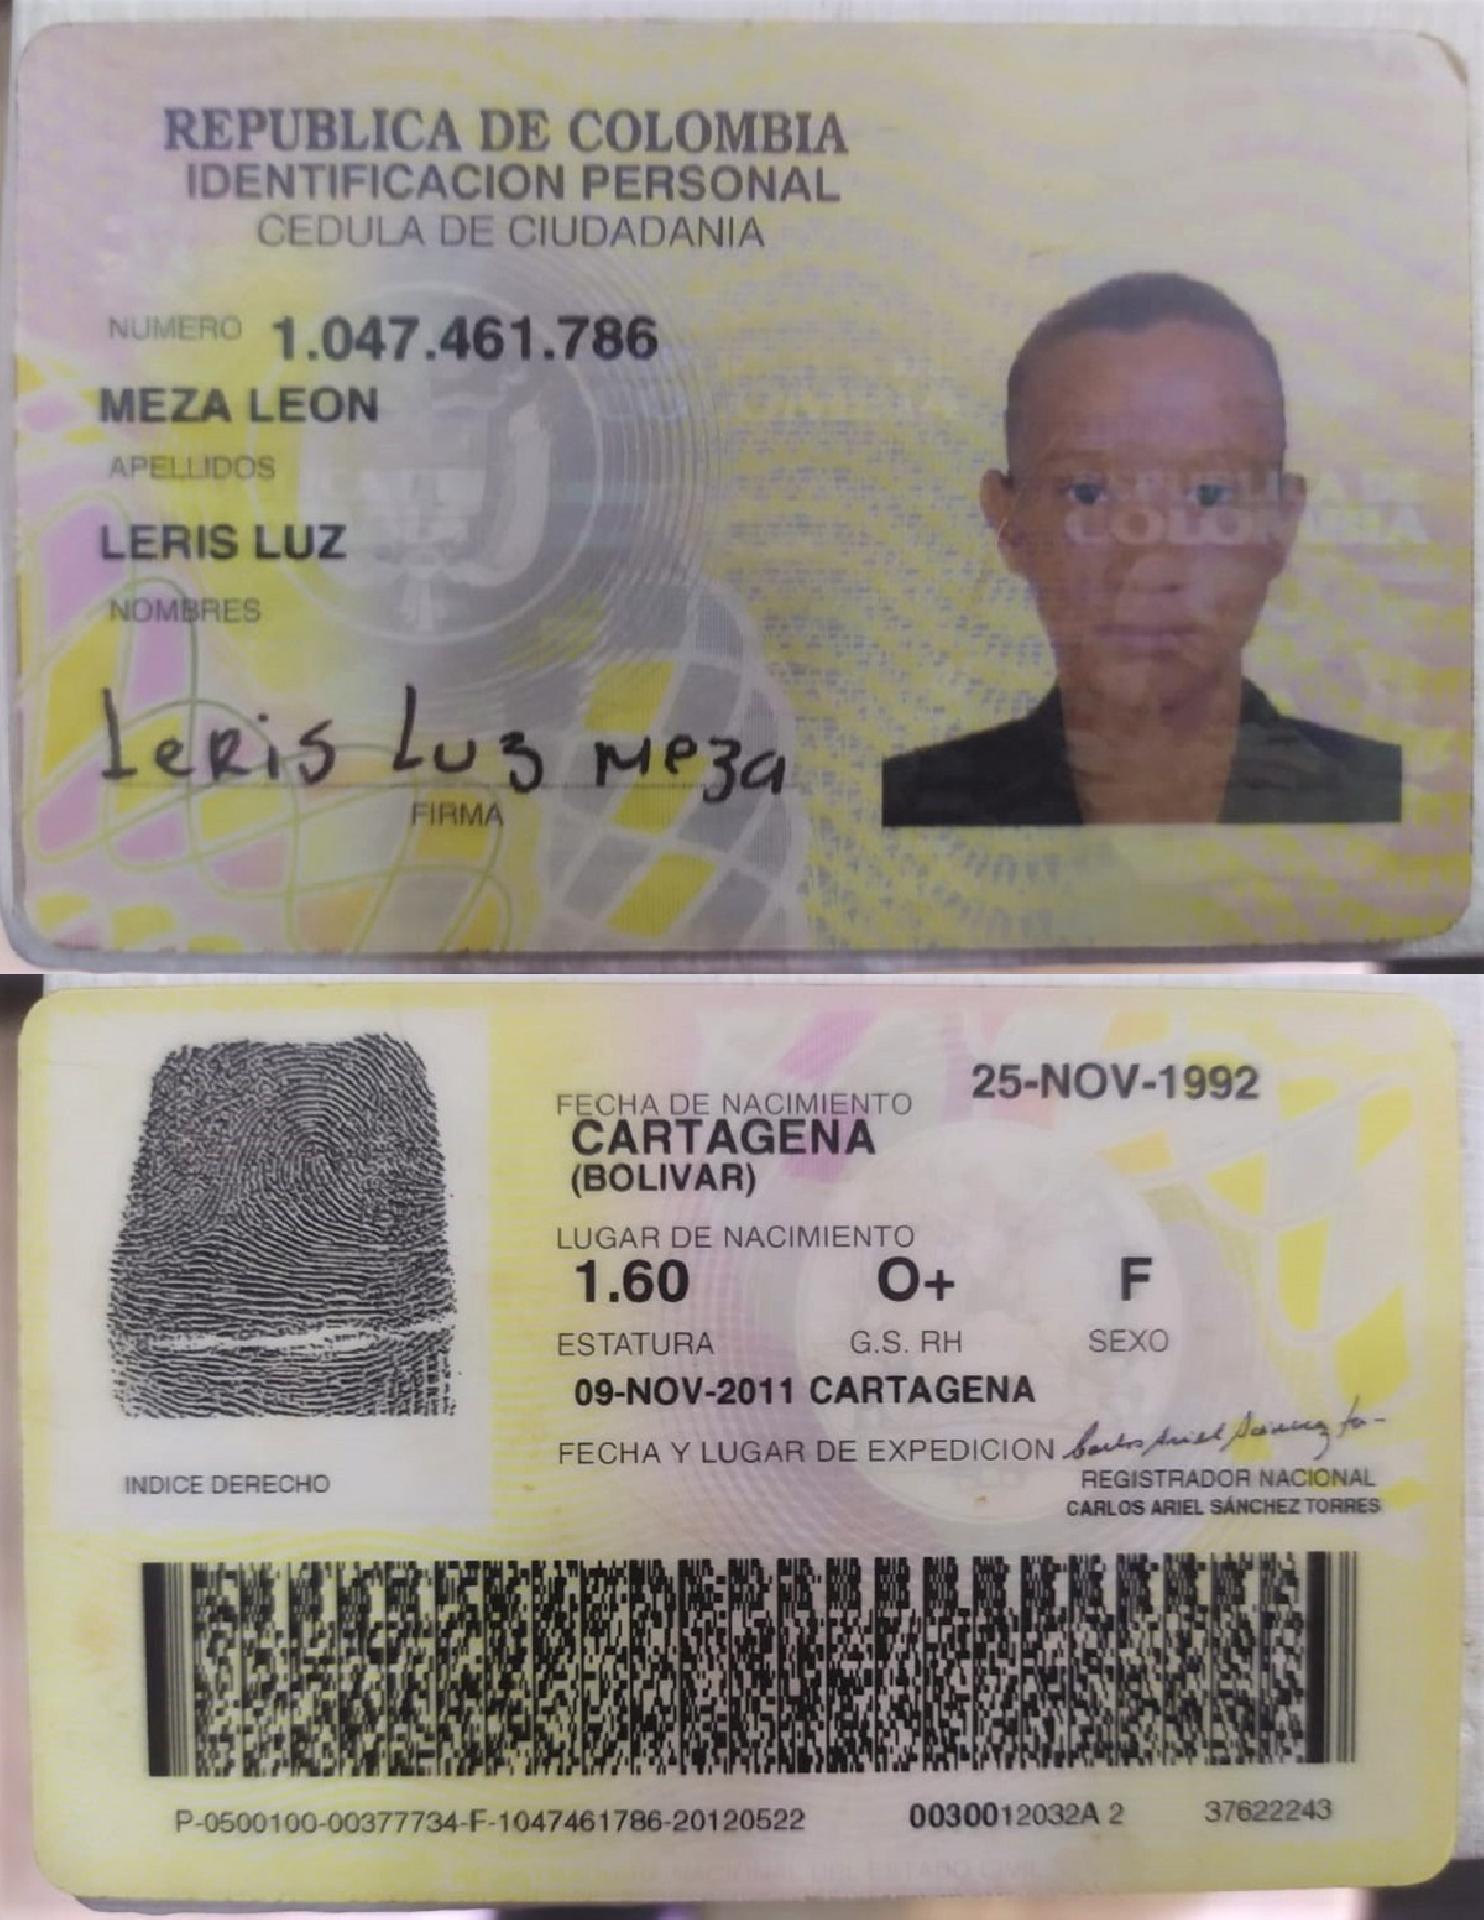 REPUBLICA DE COLOMBIA
IDENTIFICACION PERSONAL
CEDULA DE CIUDADANIA
NUMERO 1.047.461.786
MEZA LEON
APELLIDOS
LERIS LUZ
NOMBRES
Leris Luz Meza
FIRMA
REPUBLICA DE
COLOMBIA
25-NOV-1992
FECHA DE NACIMIENTO
CARTAGENA
(BOLIVAR)
LUGAR DE NACIMIENTO
1.60 O+ F
ESTATURA G.S. RH SEXO
09-NOV-2011 CARTAGENA
FECHA Y LUGAR DE EXPEDICION
INDICE DERECHO
REGISTRADOR NACIONAL
CARLOS ARIEL SÁNCHEZ TORRES
P-0500100-00377734-F-1047461786-20120522 0030012032A 2 37622243